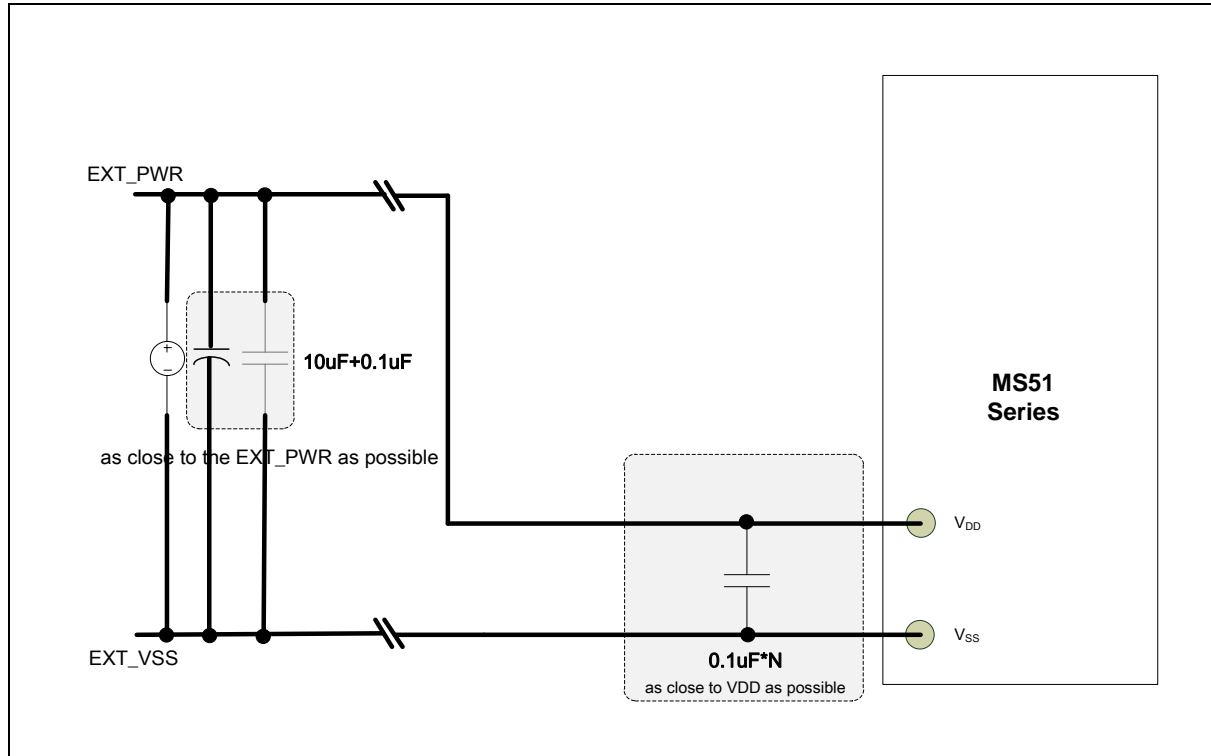 EXT_PWR
10uF+0.1uF
as close to the EXT_PWR as possible
EXT_VSS
MS51
Series
VDD
VSS
0.1uF*N
as close to VDD as possible